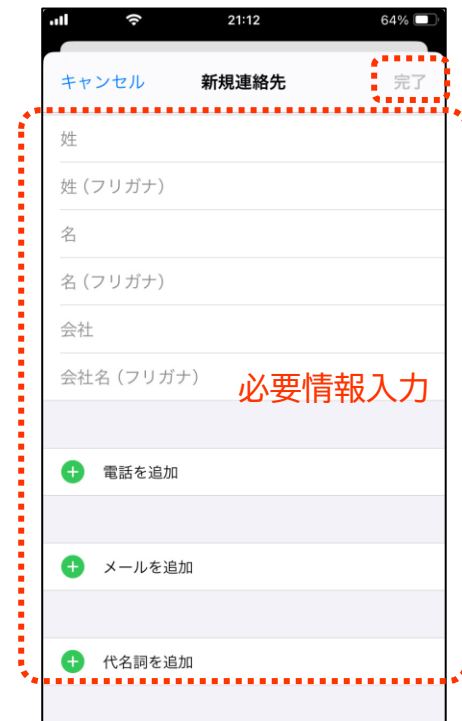 21:12 64%
キャンセル 新規連絡先 完了
姓
姓（フリガナ）
名
名（フリガナ）
会社
会社名（フリガナ）
必要情報入力
電話を追加
メールを追加
代名詞を追加